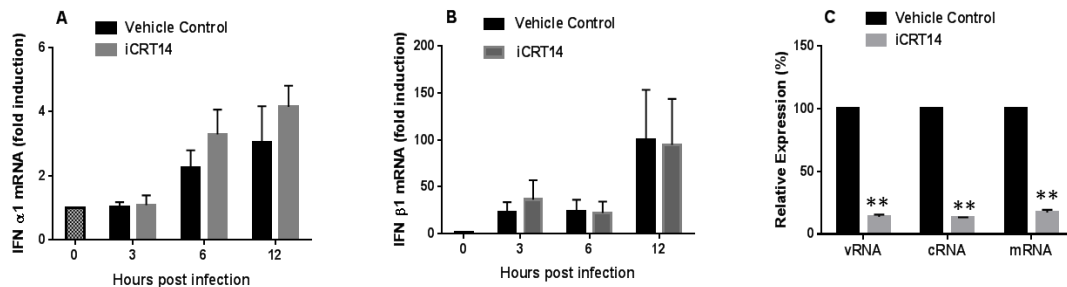 A
Vehicle Control
iCRT14
IFN α1 mRNA (fold induction)
6
4
2
0
0 3 6 12
Hours post infection
B
Vehicle Control
iCRT14
IFN β1 mRNA (fold induction)
200
150
100
50
0
0 3 6 12
Hours post infection
C
Vehicle Control
iCRT14
Relative Expression (%)
150
100
50
0
** ** **
vRNA cRNA mRNA